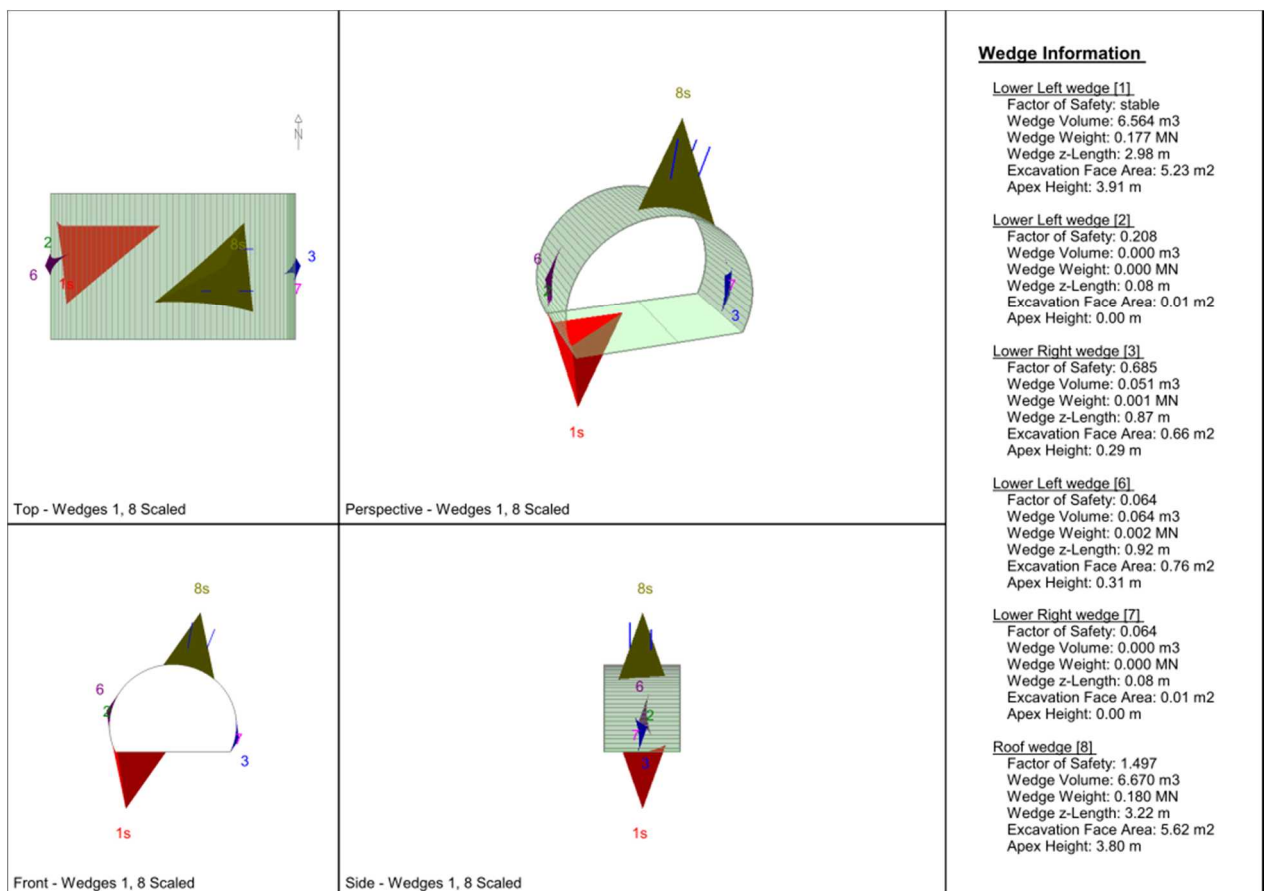 N
2
6
1s
8s
3
7
Top - Wedges 1, 8 Scaled
8s
6
2
7
3
1s
Perspective - Wedges 1, 8 Scaled
8s
6
2
7
3
1s
Front - Wedges 1, 8 Scaled
8s
6
2
7
3
1s
Side - Wedges 1, 8 Scaled
Wedge Information
Lower Left wedge [1]
Factor of Safety: stable
Wedge Volume: 6.564 m3
Wedge Weight: 0.177 MN
Wedge z-Length: 2.98 m
Excavation Face Area: 5.23 m2
Apex Height: 3.91 m
Lower Left wedge [2]
Factor of Safety: 0.208
Wedge Volume: 0.000 m3
Wedge Weight: 0.000 MN
Wedge z-Length: 0.08 m
Excavation Face Area: 0.01 m2
Apex Height: 0.00 m
Lower Right wedge [3]
Factor of Safety: 0.685
Wedge Volume: 0.051 m3
Wedge Weight: 0.001 MN
Wedge z-Length: 0.87 m
Excavation Face Area: 0.66 m2
Apex Height: 0.29 m
Lower Left wedge [6]
Factor of Safety: 0.064
Wedge Volume: 0.064 m3
Wedge Weight: 0.002 MN
Wedge z-Length: 0.92 m
Excavation Face Area: 0.76 m2
Apex Height: 0.31 m
Lower Right wedge [7]
Factor of Safety: 0.064
Wedge Volume: 0.000 m3
Wedge Weight: 0.000 MN
Wedge z-Length: 0.08 m
Excavation Face Area: 0.01 m2
Apex Height: 0.00 m
Roof wedge [8]
Factor of Safety: 1.497
Wedge Volume: 6.670 m3
Wedge Weight: 0.180 MN
Wedge z-Length: 3.22 m
Excavation Face Area: 5.62 m2
Apex Height: 3.80 m